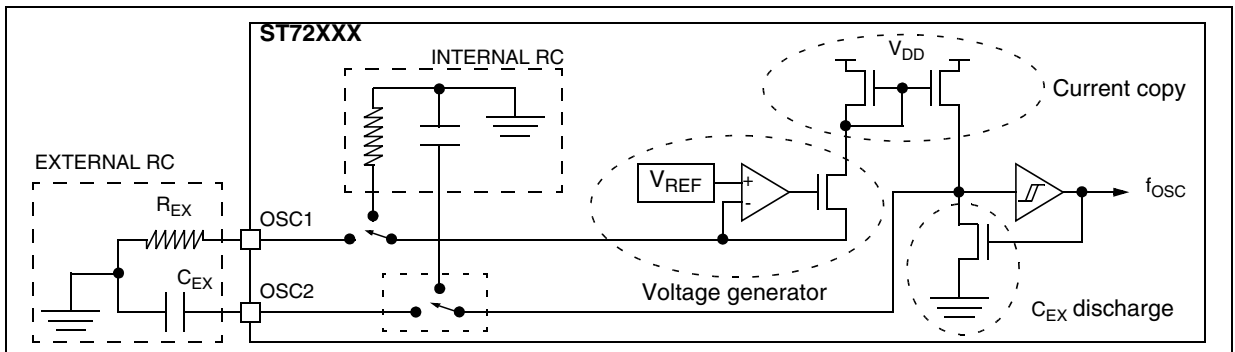 ST72XXX
INTERNAL RC
VDD
Current copy
EXTERNAL RC
VREF
+
-
fOSC
REX
OSC1
CEX
OSC2
Voltage generator
CEX discharge